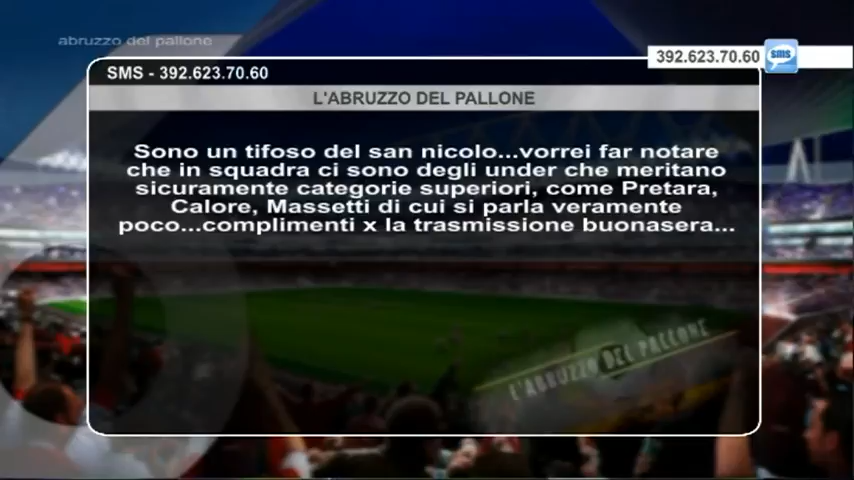 abruzzo del pallone
392.623.70.60
sms
SMS - 392.623.70.60
L'ABRUZZO DEL PALLONE
Sono un tifoso del san nicolo...vorrei far notare
che in squadra ci sono degli under che meritano
sicuramente categorie superiori, come Pretara,
Calore, Massetti di cui si parla veramente
poco...complimenti x la trasmissione buonasera...
L'ABRUZZO DEL PALLONE